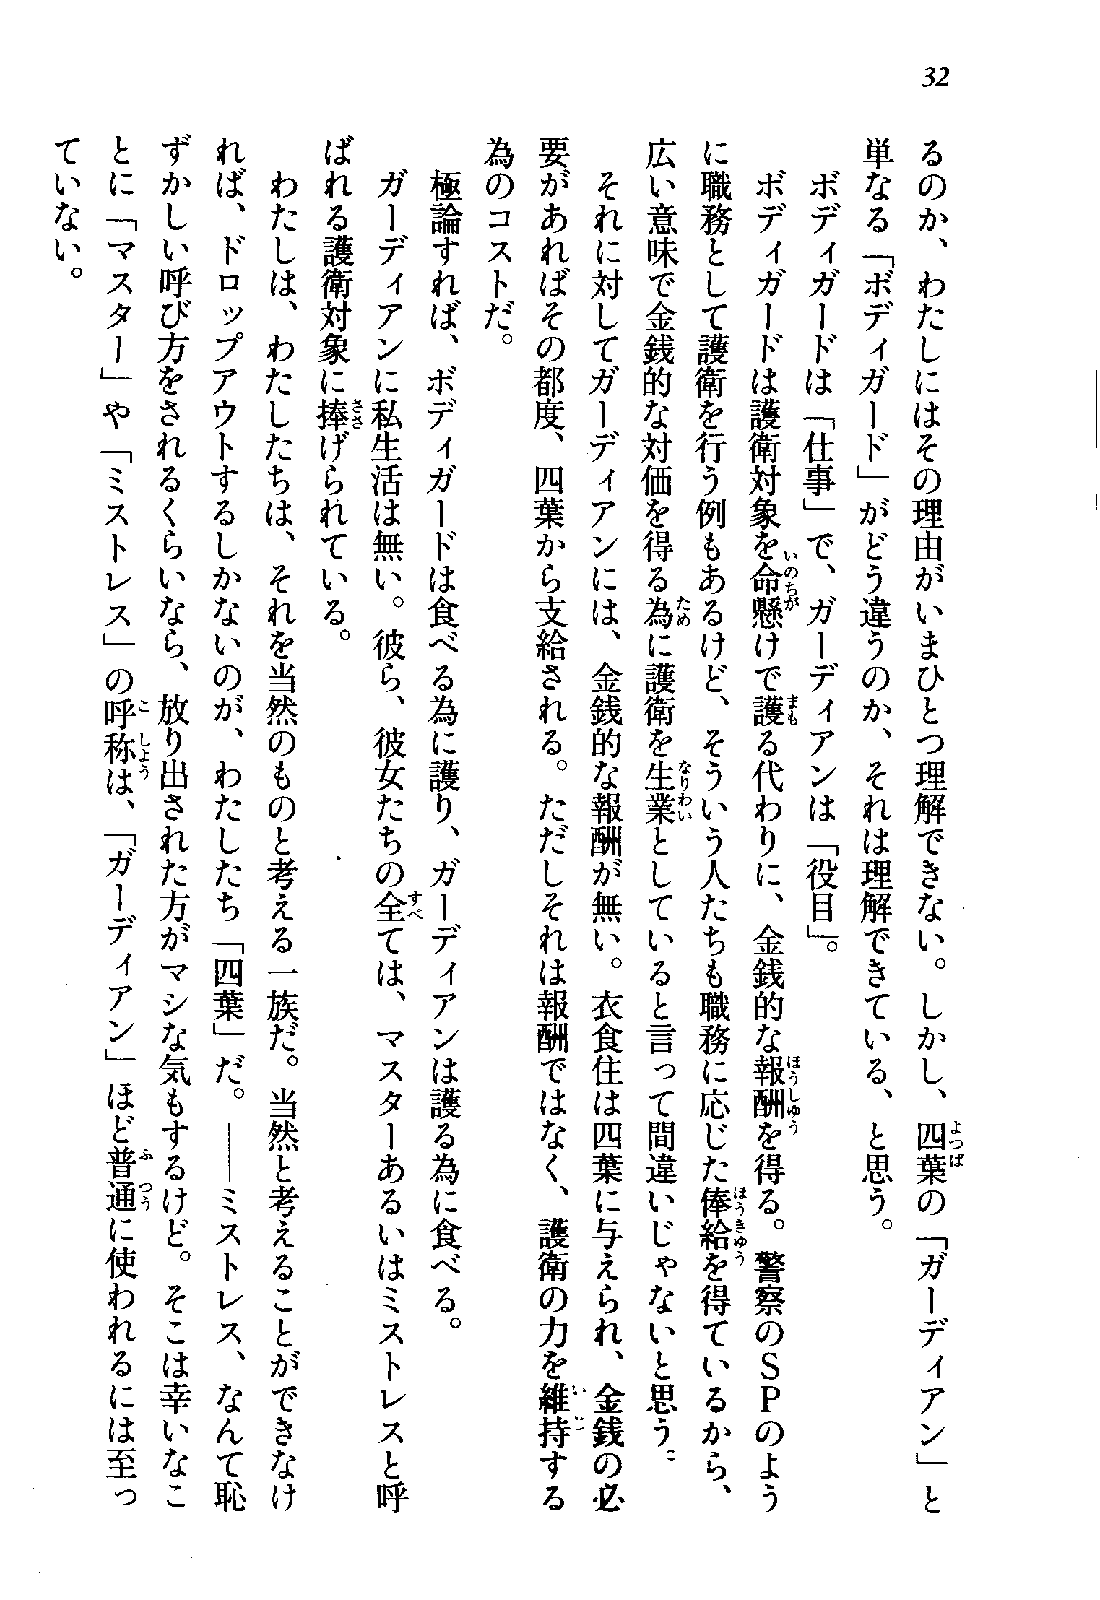 32
るのか、わたしにはその理由がいまひとつ理解できない。しかし、四葉の「ガーディアン」と
単なる「ボディガード」がどう違うのか、それは理解できている、と思う。
ボディガードは「仕事」で、ガーディアンは「役目」。
ボディガードは護衛対象を命懸けで護る代わりに、金銭的な報酬を得る。警察のＳＰのよう
に職務として護衛を行う例もあるけど、そういう人たちも職務に応じた俸給を得ているから、
広い意味で金銭的な対価を得る為に護衛を生業としていると言って間違いじゃないと思う。
それに対してガーディアンには、金銭的な報酬が無い。衣食住は四葉に与えられ、金銭の必
要があればその都度、四葉から支給される。ただしそれは報酬ではなく、護衛の力を維持する
為のコストだ。
極論すれば、ボディガードは食べる為に護り、ガーディアンは護る為に食べる。
ガーディアンに私生活は無い。彼ら、彼女たちの全ては、マスターあるいはミストレスと呼
ばれる護衛対象に捧げられている。
わたしは、わたしたちは、それを当然のものと考える一族だ。当然と考えることができなけ
れば、ドロップアウトするしかないのが、わたしたち「四葉」だ。――ミストレス、なんて恥
ずかしい呼び方をされるくらいなら、放り出された方がマシな気もするけど。そこは幸いなこ
とに「マスター」や「ミストレス」の呼称は、「ガーディアン」ほど普通に使われるには至っ
ていない。